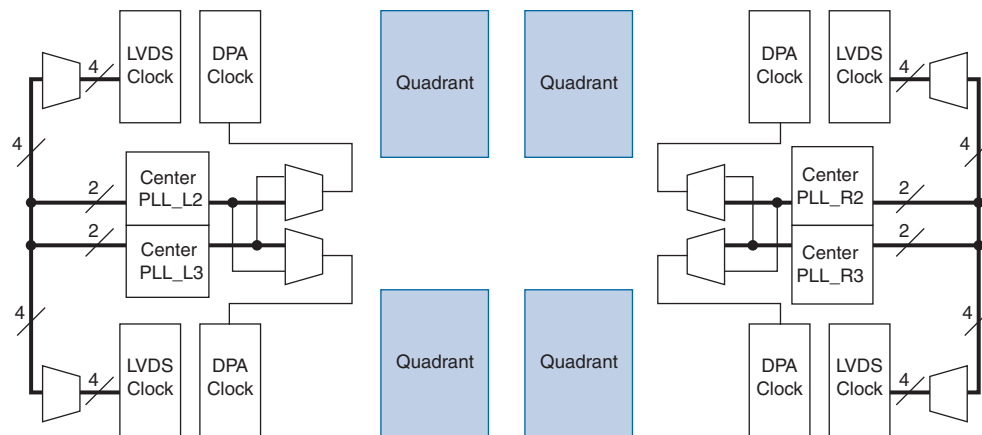 4
LVDS
Clock
DPA
Clock
Quadrant
Quadrant
DPA
Clock
LVDS
Clock
4
4
4
2
Center
PLL_L2
Center
PLL_R2
2
2
Center
PLL_L3
Center
PLL_R3
2
4
4
4
LVDS
Clock
DPA
Clock
Quadrant
Quadrant
DPA
Clock
LVDS
Clock
4